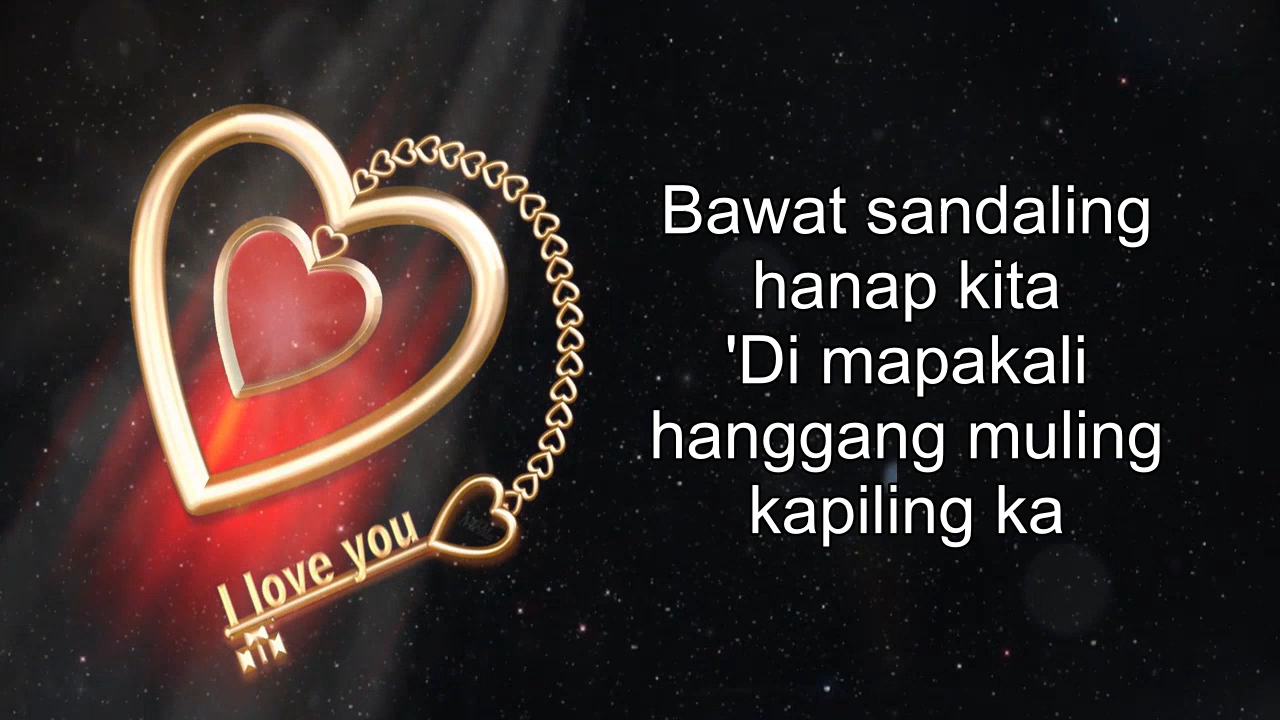 Bawat sandaling
hanap kita
'Di mapakali
hanggang muling
kapiling ka
I love you